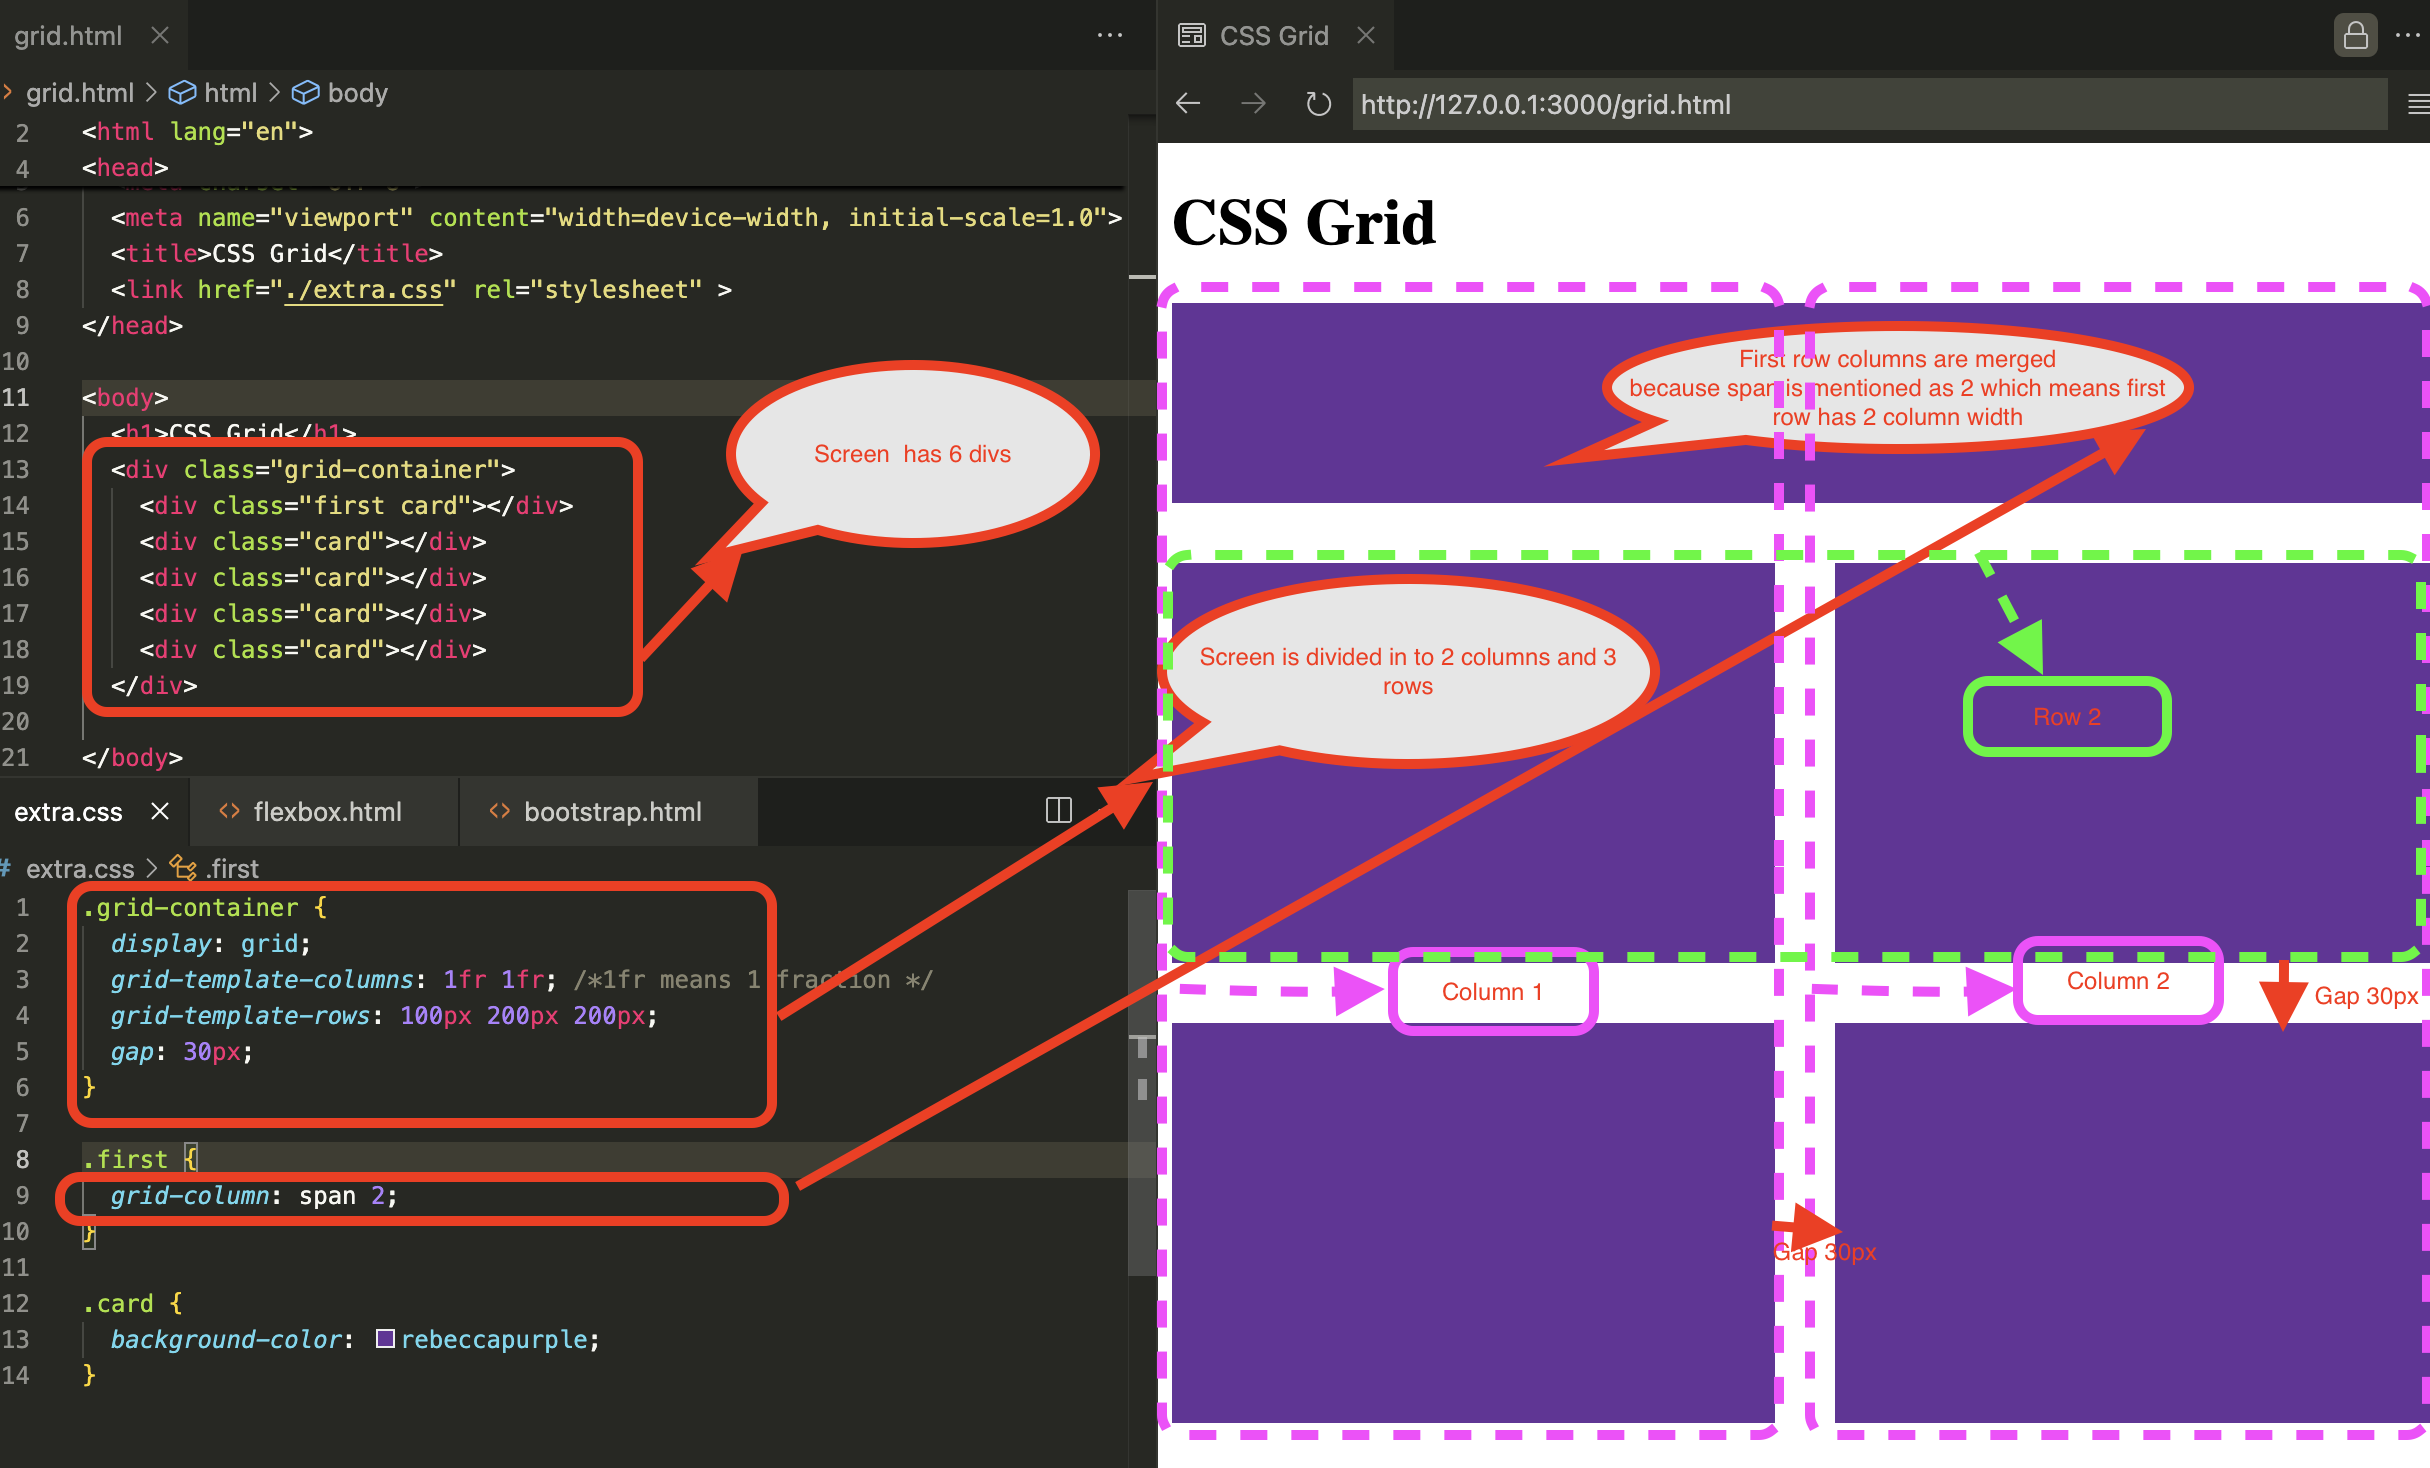 grid.html
grid.html > html > body
2 <html lang="en">
4 <head>
6 <meta name="viewport" content="width=device-width, initial-scale=1.0">
7 <title>CSS Grid</title>
8 <link href="./extra.css" rel="stylesheet" >
9 </head>
10
11 <body>
12 <h1>CSS Grid</h1>
13 <div class="grid-container">
14 <div class="first card"></div>
15 <div class="card"></div>
16 <div class="card"></div>
17 <div class="card"></div>
18 <div class="card"></div>
19 </div>
20
21 </body>
Screen has 6 divs
extra.css
flexbox.html
bootstrap.html
# extra.css > .first
1 .grid-container {
2 display: grid;
3 grid-template-columns: 1fr 1fr; /*1fr means 1 fraction */
4 grid-template-rows: 100px 200px 200px;
5 gap: 30px;
6 }
7
8 .first {
9 grid-column: span 2;
10 }
11
12 .card {
13 background-color: rebeccapurple;
14 }
CSS Grid
http://127.0.0.1:3000/grid.html
CSS Grid
First row columns are merged
because span is mentioned as 2 which means first
row has 2 column width
Screen is divided in to 2 columns and 3
rows
Row 2
Column 1
Column 2
Gap 30px
Gap 30px